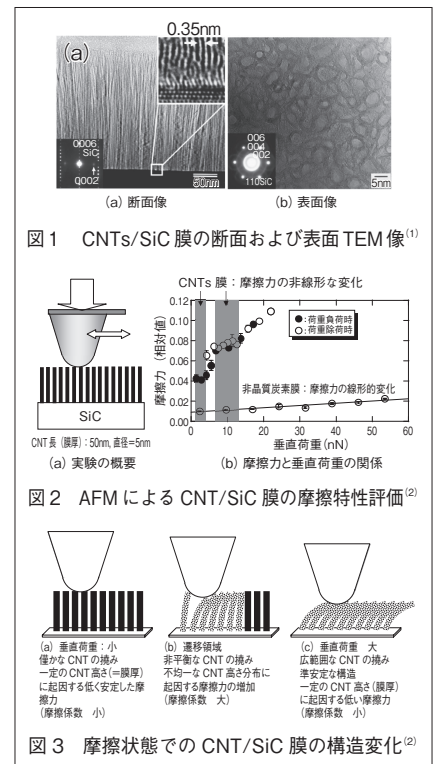 0.35nm
(a)
0006
SiC
0002
50nm
006
004
002
110SiC
5nm
(a) 断面像
(b) 表面像
図1　CNTs/SiC 膜の断面および表面 TEM 像(1)
SiC
CNT長(膜厚):50nm, 直径=5nm
(a) 実験の概要
CNTs膜：摩擦力の非線形な変化
摩擦力（相対値）
0.12
0.10
0.08
0.06
0.04
0.02
0.00
●:荷重負荷時
○:荷重除荷時
非晶質炭素膜：摩擦力の線形的変化
0 10 20 30 40 50 60
垂直荷重(nN)
(b) 摩擦力と垂直荷重の関係
図2　AFM による CNT/SiC 膜の摩擦特性評価(2)
(a) 垂直荷重：小
僅かな CNT の撓み
一定の CNT 高さ(=膜厚)
に起因する低く安定した摩
擦力
(摩擦係数　小)
(b) 遷移領域
非平衡な CNT の撓み
不均一な CNT 高さ分布に
起因する摩擦力の増加
(摩擦係数　大)
(c) 垂直荷重　大
広範囲な CNT の撓み
準安定な構造
一定の CNT 高さ(膜厚)
に起因する低い摩擦力
(摩擦係数　小)
図3　摩擦状態での CNT/SiC 膜の構造変化(2)